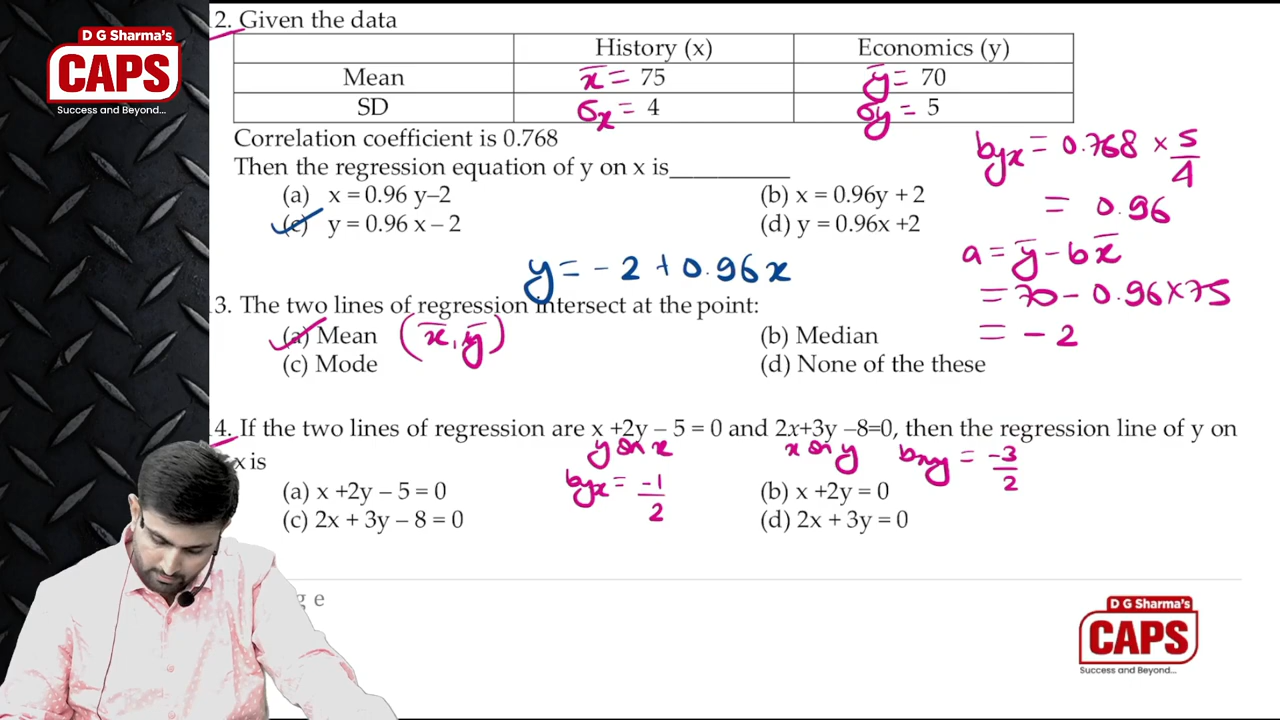 D G Sharma's
CAPS
Success and Beyond...
2. Given the data
History (x) Economics (y)
Mean x̄ = 75 ȳ = 70
SD σx = 4 σy = 5
Correlation coefficient is 0.768
Then the regression equation of y on x is__________
(a) x = 0.96 y–2 (b) x = 0.96y + 2
(c) y = 0.96 x – 2 (d) y = 0.96x +2
byx = 0.768 × 5/4
= 0.96
a = ȳ - b x̄
= 70 - 0.96×75
= - 2
y = - 2 + 0.96x
3. The two lines of regression intersect at the point:
(a) Mean (x̄, ȳ) (b) Median
(c) Mode (d) None of the these
4. If the two lines of regression are x +2y – 5 = 0 and 2x+3y –8=0, then the regression line of y on
y on x x on y bxy = -3/2
x is
byx = -1/2
(a) x +2y – 5 = 0 (b) x +2y = 0
(c) 2x + 3y – 8 = 0 (d) 2x + 3y = 0
g e
D G Sharma's
CAPS
Success and Beyond...